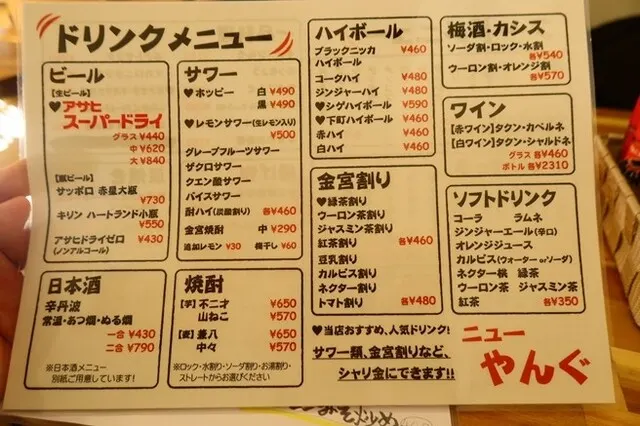 ドリンクメニュー
ビール
【生ビール】
♥アサヒ
スーパードライ
グラス ¥440
中 ¥620
大 ¥840
【瓶ビール】
サッポロ 赤星大瓶
¥730
キリン ハートランド小瓶
¥550
アサヒドライゼロ ¥430
(ノンアルコール)
サワー
♥ホッピー 白 ¥490
黒 ¥490
♥レモンサワー(生レモン入り)
¥500
グレープフルーツサワー
ザクロサワー
クエン酸サワー
バイスサワー
酎ハイ(炭酸割り) 各¥460
金宮焼酎 中 ¥290
追加レモン ¥30 梅干し ¥60
日本酒
辛丹波
常温・あつ燗・ぬる燗
一合 ¥430
二合 ¥790
※日本酒メニュー
別紙ご用意しています!
焼酎
【芋】不二才 ¥650
山ねこ ¥570
【麦】兼八 ¥650
中々 ¥570
※ロック・水割り・ソーダ割り・お湯割り・
ストレートからお選びください
ハイボール
ブラックニッカ ¥460
ハイボール
コークハイ ¥480
ジンジャーハイ ¥480
♥シゲハイボール ¥590
♥下町ハイボール ¥460
赤ハイ ¥460
白ハイ ¥460
金宮割り
♥緑茶割り
ウーロン茶割り
ジャスミン茶割り
紅茶割り 各¥460
豆乳割り
カルピス割り
ネクター割り
トマト割り 各¥480
梅酒・カシス
ソーダ割・ロック・水割
各¥540
ウーロン割・オレンジ割
各¥570
ワイン
【赤ワイン】タクン・カベルネ
【白ワイン】タクン・シャルドネ
グラス 各¥460
ボトル 各¥2310
ソフトドリンク
コーラ ラムネ
ジンジャーエール(辛口)
オレンジジュース
カルピス(ウォーター orソーダ)
ネクター桃 緑茶
ウーロン茶 ジャスミン茶
紅茶 各¥350
♥当店おすすめ、人気ドリンク!
サワー類、金宮割りなど、
シャリ金にできます!!
ニュー
やんぐ